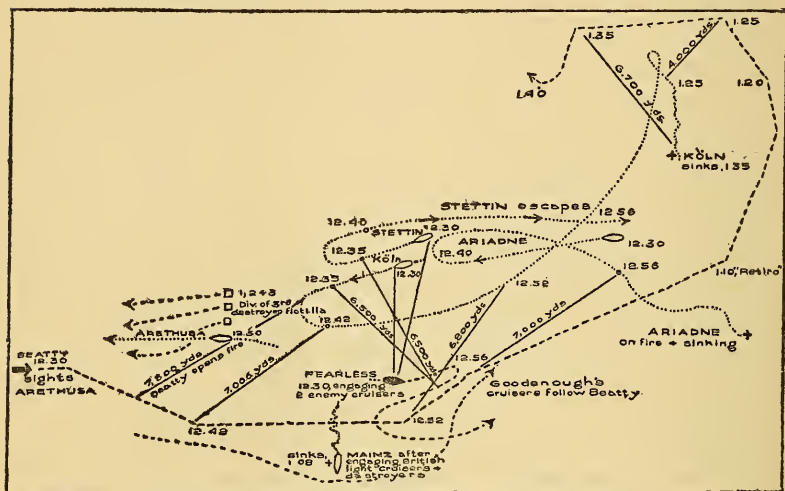 1.35
1.25
4,000 yds.
6,700 yds.
1.40
1.25
1.20
KÖLN
sinks, 1.35
STETTIN escapes
12.56
12.40
STETTIN
12.30
ARIADNE
12.30
12.35
Köln
12.30
12.40
12.35
12.52
12.56
1.10, "Retire"
1, 2 + 3
Div. of 3rd
destroyer flotilla
12.42
ARETHUSA
12.30
ARIADNE
on fire + sinking
BEATTY
12.30
sights
ARETHUSA
7,800 yds
Beatty opens fire
7,000 yds.
6,500 yds.
6,500 yds.
6,800 yds.
7,000 yds.
FEARLESS
12.30, engaging
2 enemy cruisers
12.56
Goodenough's
cruisers follow Beatty.
12.52
sinks,
1.08
MAINZ after
engaging British
light cruisers +
destroyers